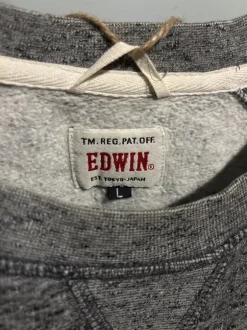 TM. REG. PAT. OFF.
EDWIN®
EST. TOKYO-JAPAN
L